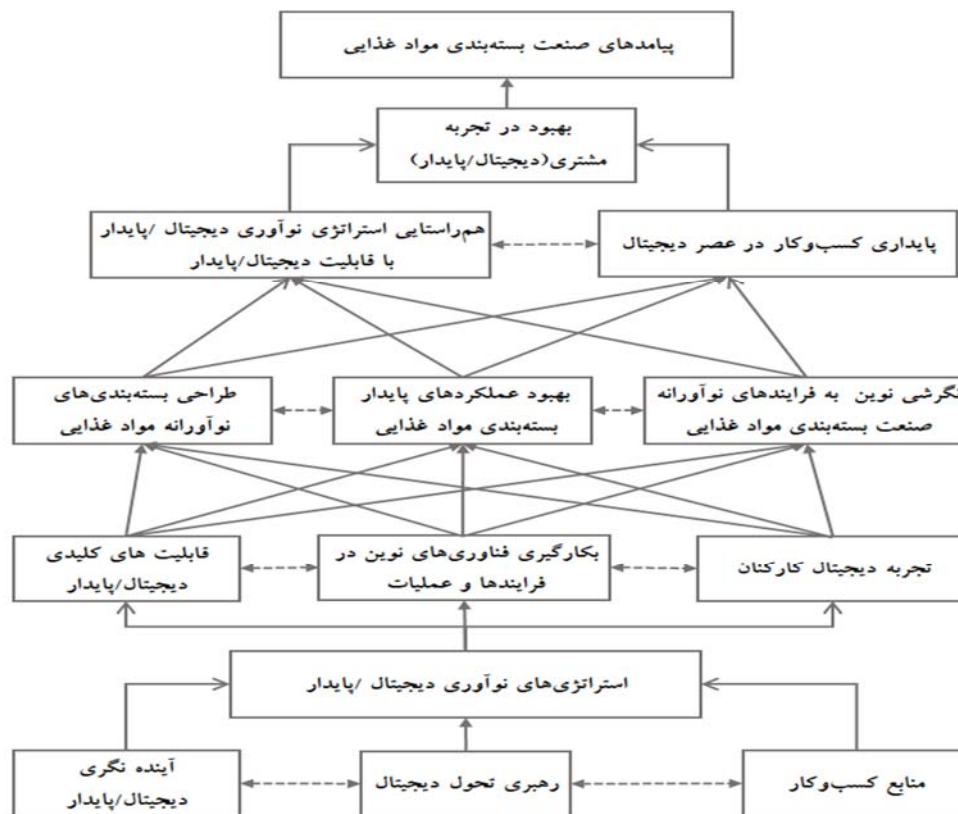 پیامدهای صنعت بسته‌بندی مواد غذایی
بهبود در تجربه
مشتری(دیجیتال/پایدار)
پایداری کسب‌وکار در عصر دیجیتال
هم‌راستایی استراتژی نوآوری دیجیتال /پایدار
با قابلیت دیجیتال/پایدار
نگرشی نوین به فرایندهای نوآورانه
صنعت بسته‌بندی مواد غذایی
بهبود عملکردهای پایدار
بسته‌بندی مواد غذایی
طراحی بسته‌بندی‌های
نوآورانه مواد غذایی
تجربه دیجیتال کارکنان
بکارگیری فناوری‌های نوین در
فرایندها و عملیات
قابلیت های کلیدی
دیجیتال/پایدار
استراتژی‌های نوآوری دیجیتال /پایدار
منابع کسب‌وکار
رهبری تحول دیجیتال
آینده نگری
دیجیتال/پایدار